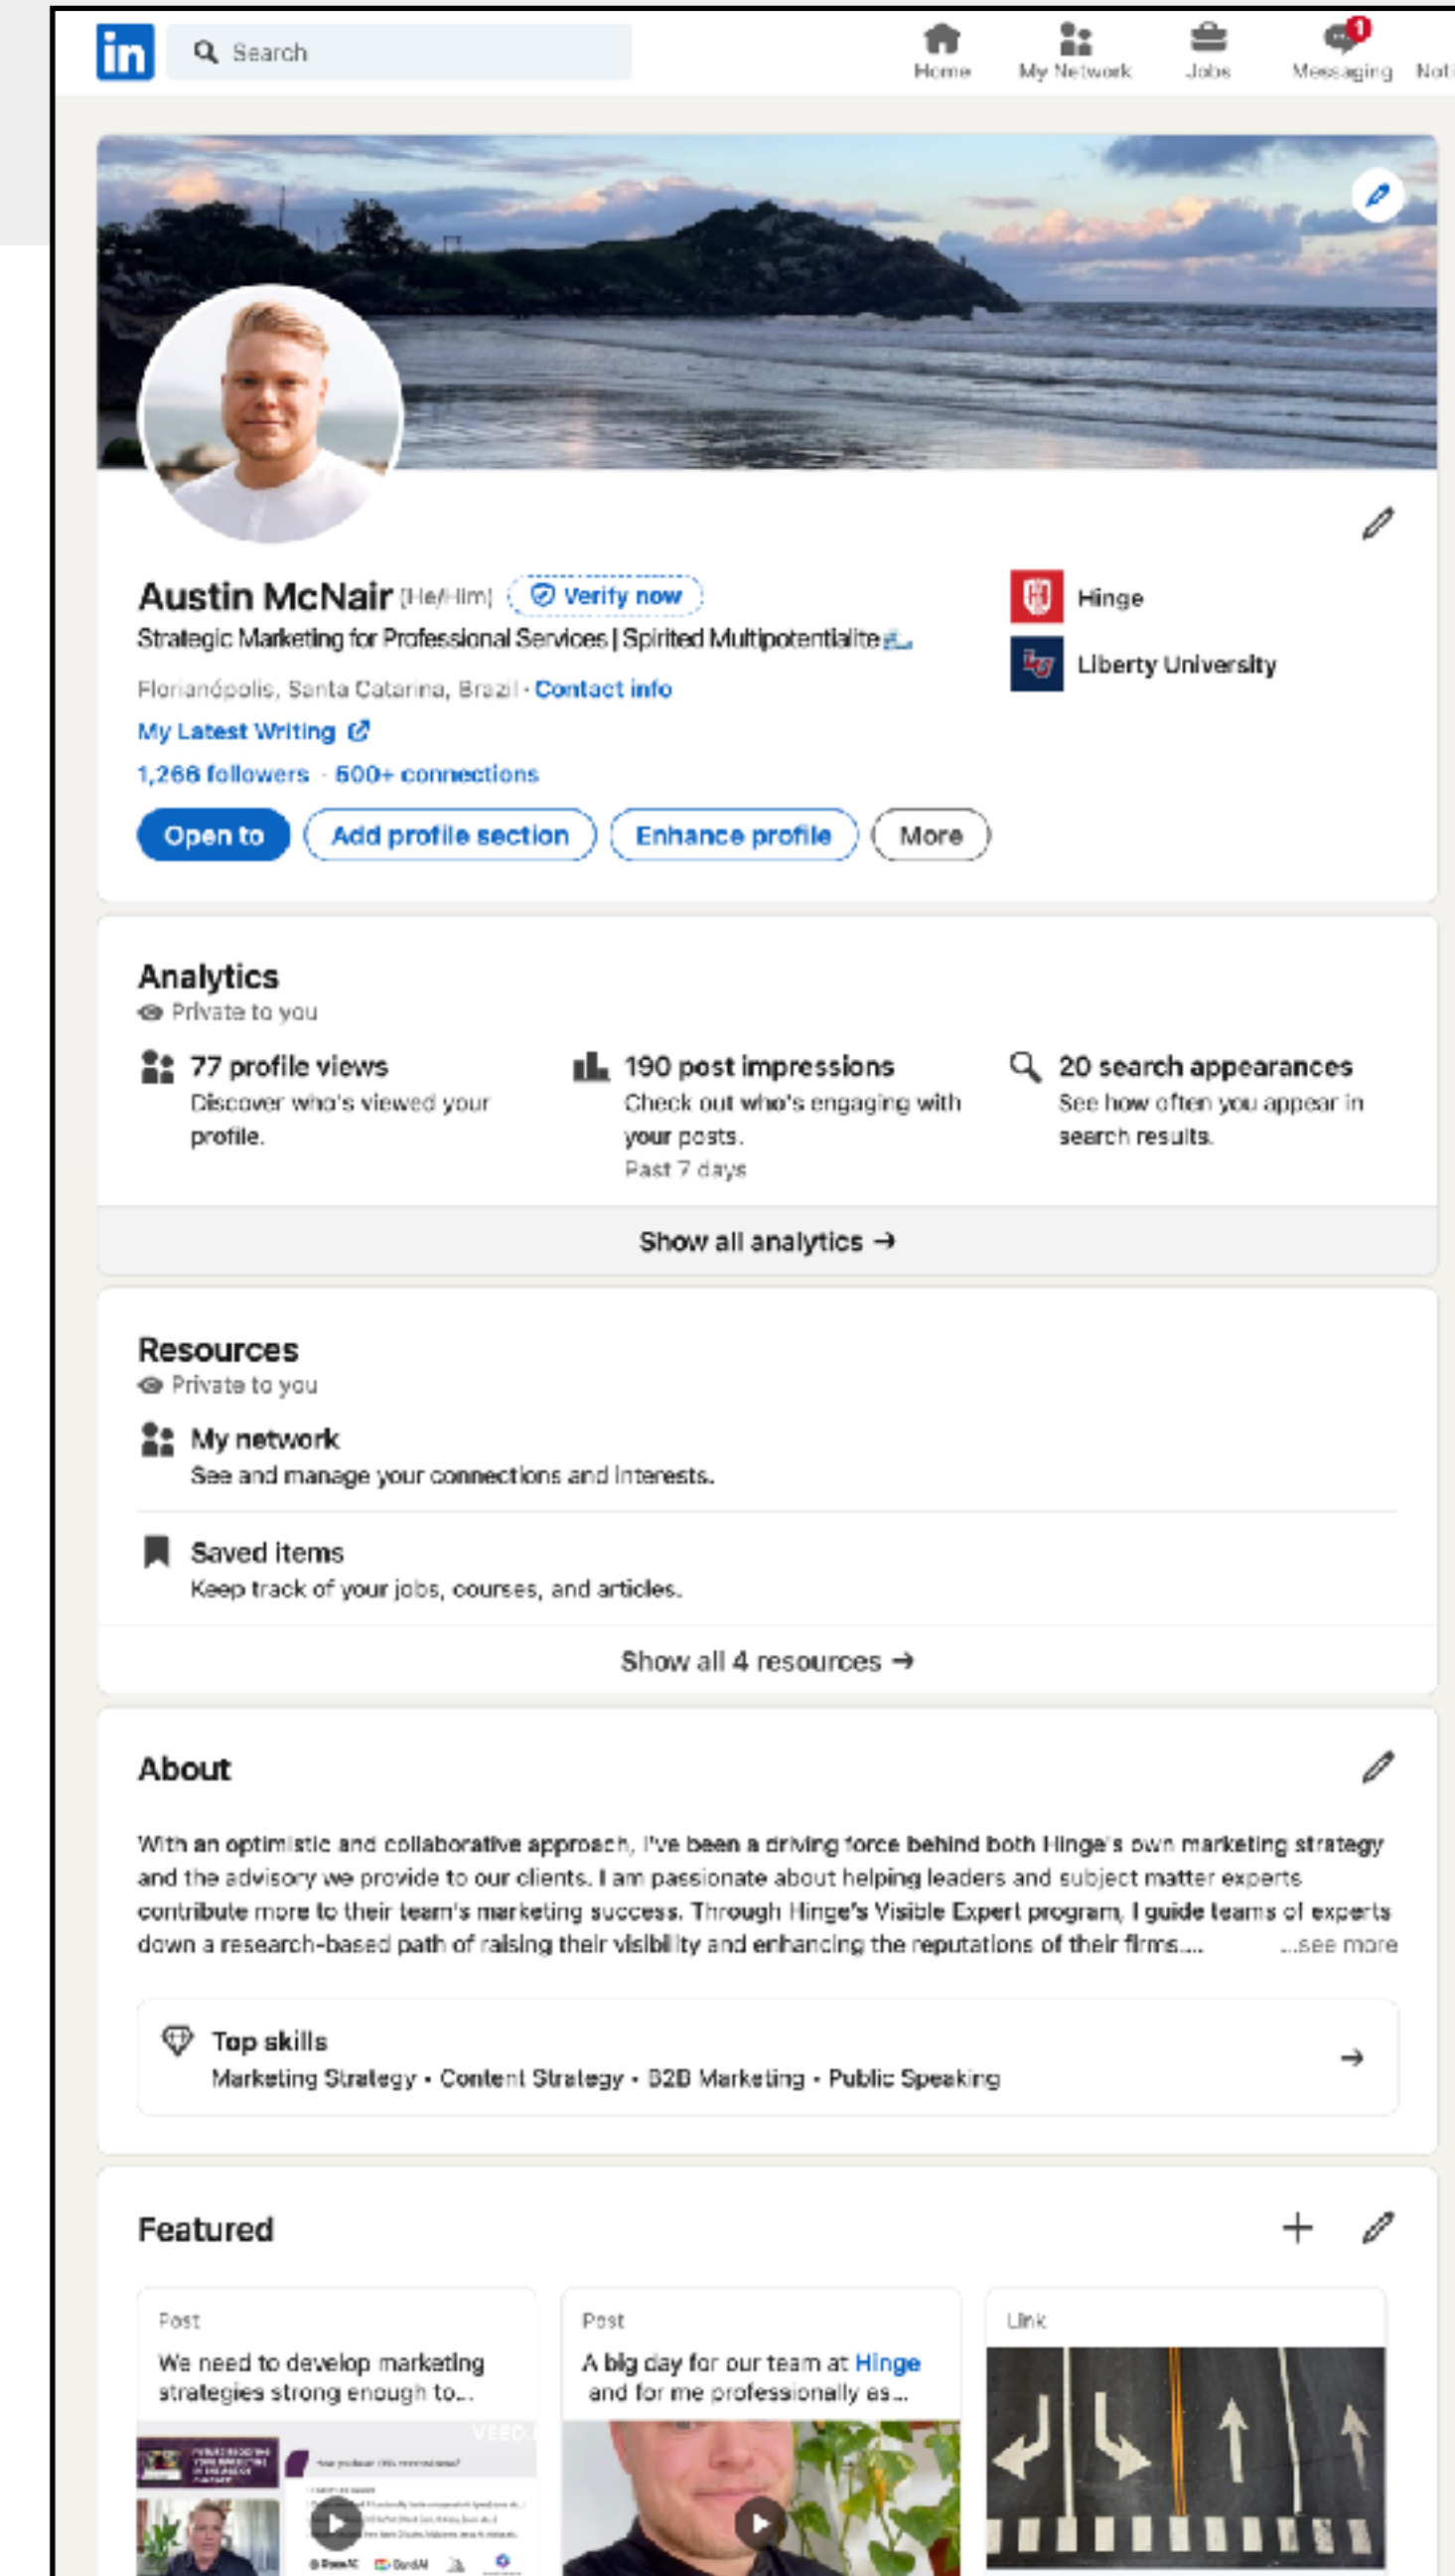 in
Search
Home
My Network
Jobs
1
Messaging
Noti
Austin McNair (He/Him)
Verify now
Strategic Marketing for Professional Services | Spirited Multipotentialite
Florianópolis, Santa Catarina, Brazil · Contact info
My Latest Writing
1,266 followers · 500+ connections
Open to
Add profile section
Enhance profile
More
Hinge
LU
Liberty University
Analytics
Private to you
77 profile views
Discover who's viewed your
profile.
190 post impressions
Check out who's engaging with
your posts.
Past 7 days
20 search appearances
See how often you appear in
search results.
Show all analytics →
Resources
Private to you
My network
See and manage your connections and interests.
Saved items
Keep track of your jobs, courses, and articles.
Show all 4 resources →
About
With an optimistic and collaborative approach, I've been a driving force behind both Hinge's own marketing strategy
and the advisory we provide to our clients. I am passionate about helping leaders and subject matter experts
contribute more to their team's marketing success. Through Hinge's Visible Expert program, I guide teams of experts
down a research-based path of raising their visibility and enhancing the reputations of their firms....
...see more
Top skills
Marketing Strategy • Content Strategy • B2B Marketing • Public Speaking
Featured
Post
We need to develop marketing
strategies strong enough to...
VEED.
Post
A big day for our team at Hinge
and for me professionally as...
Link